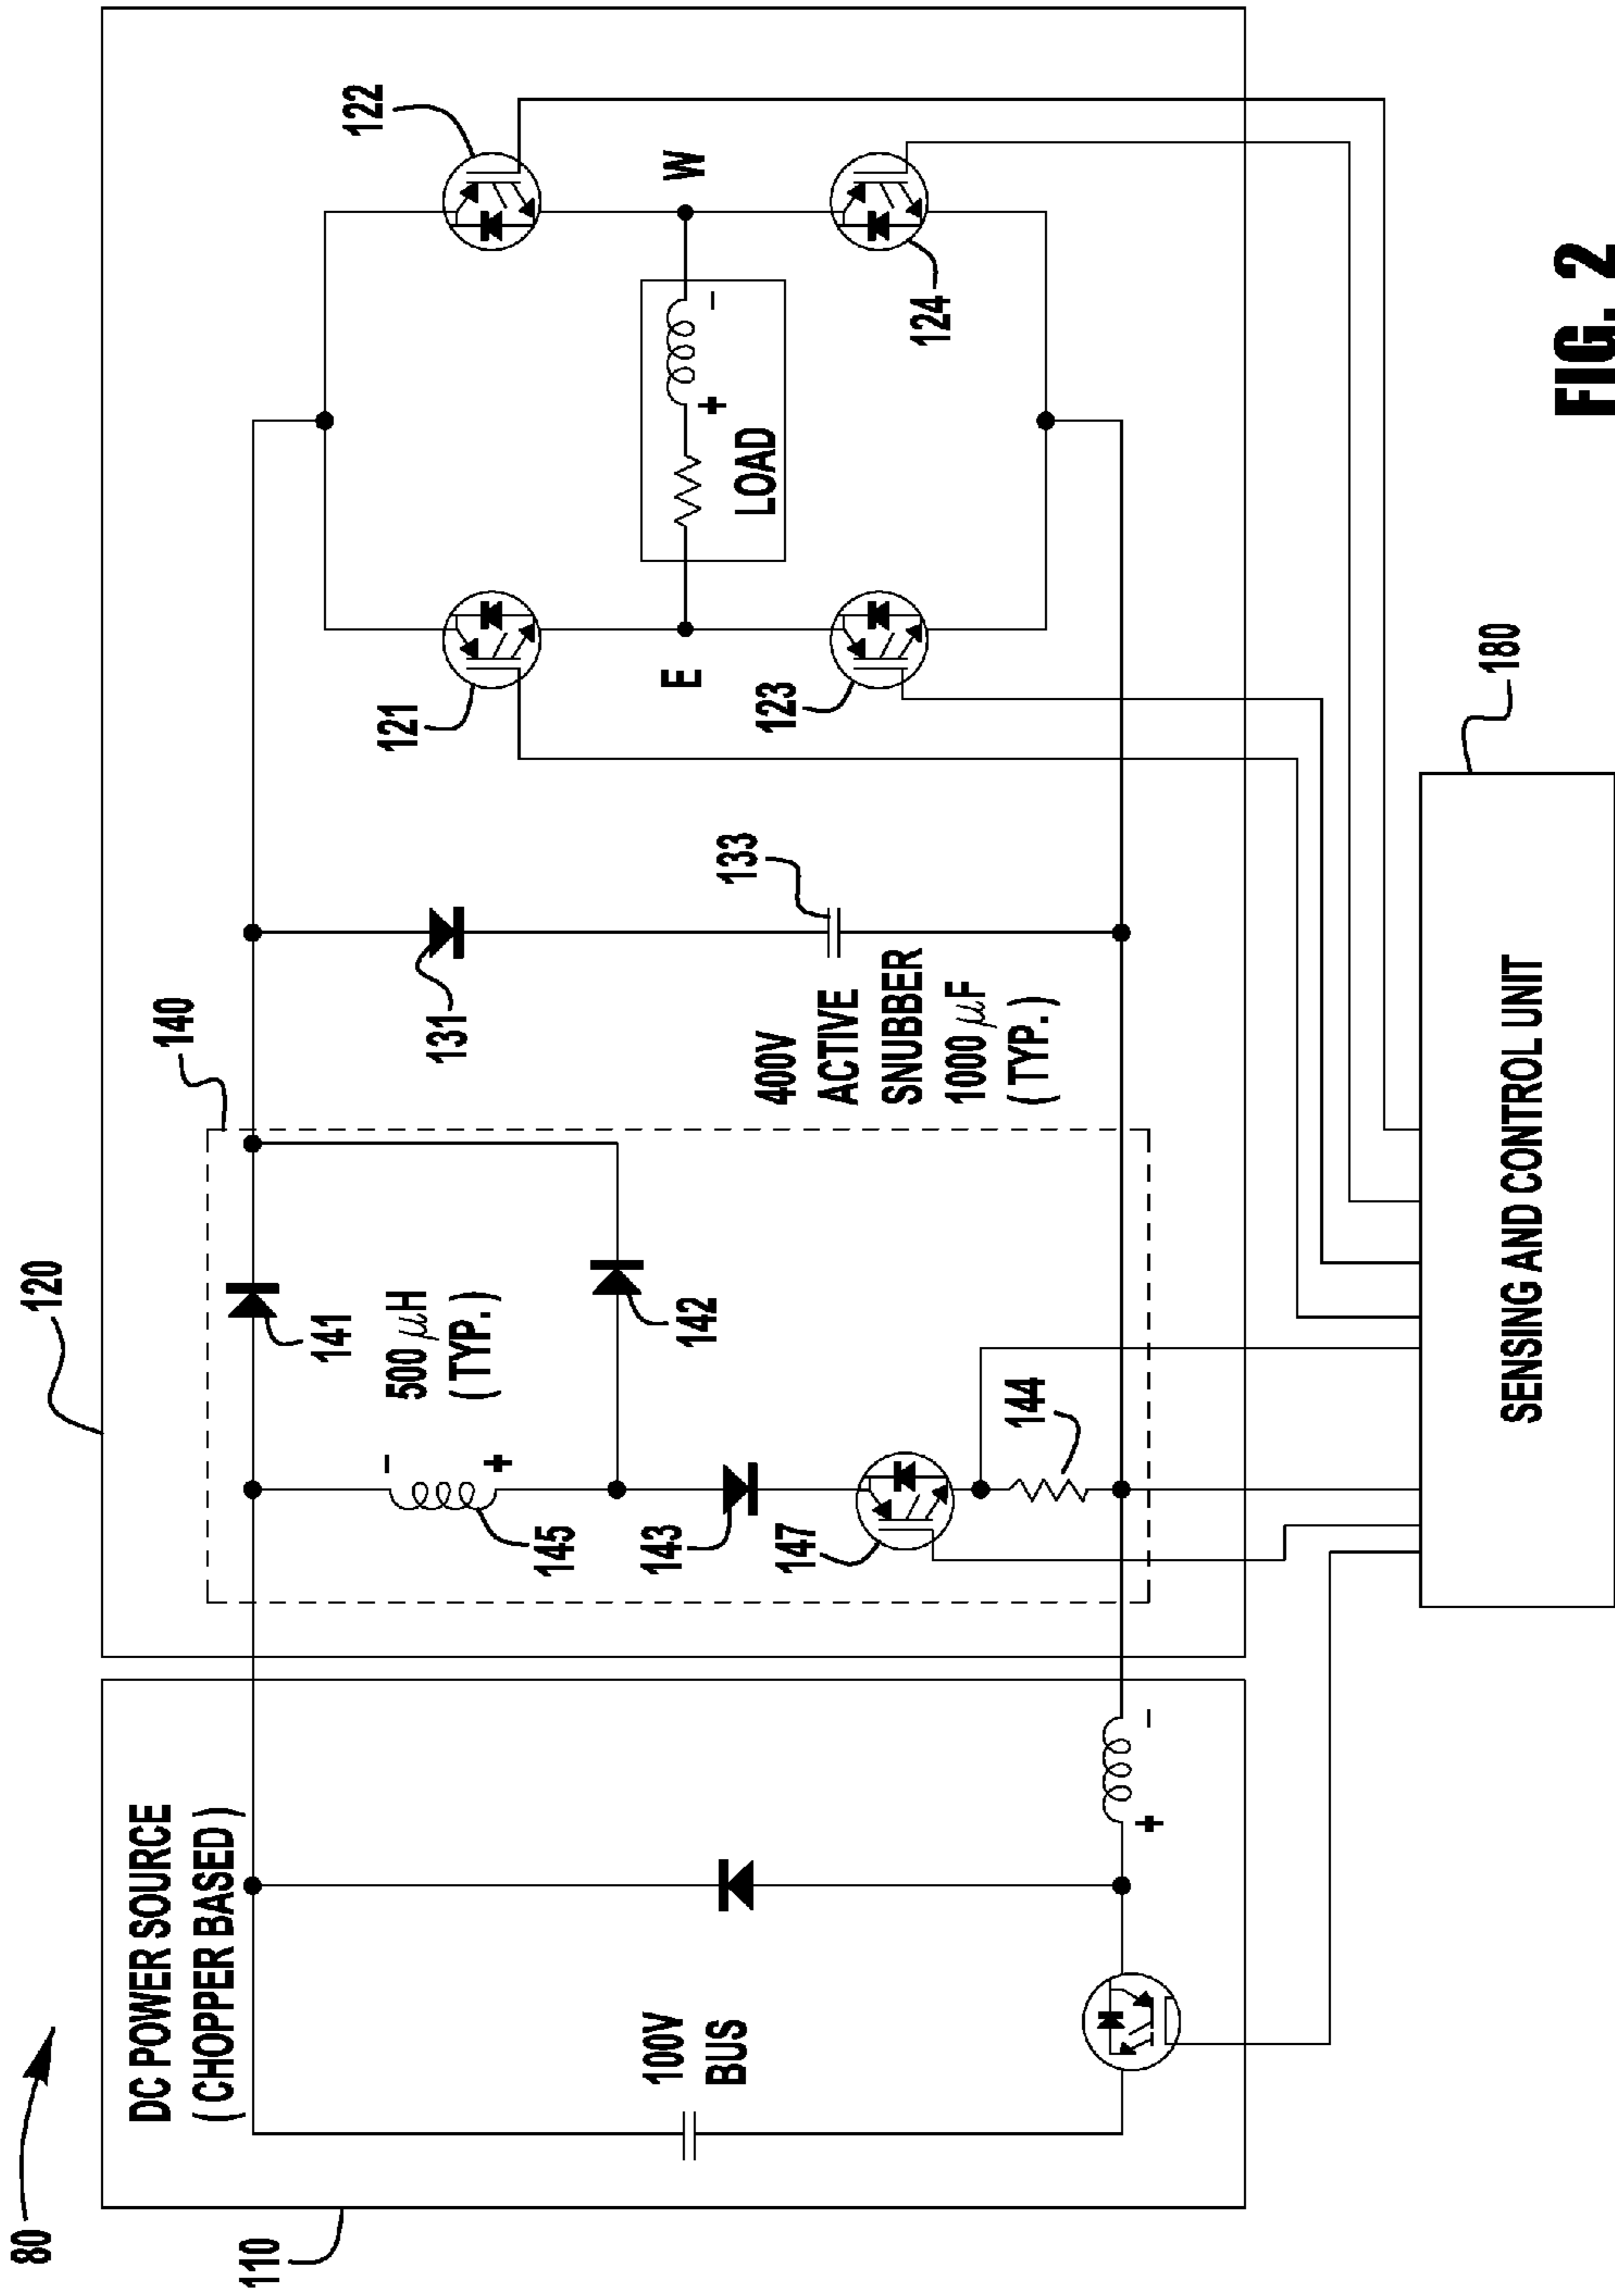 80
110
DC POWER SOURCE
(CHOPPER BASED)
100V
BUS
+
-
120
140
141
500 μH
(TYP.)
-
+
145
142
143
147
144
131
133
400V
ACTIVE
SNUBBER
1000 μF
(TYP.)
121
122
E
W
+
-
LOAD
123
124
180
SENSING AND CONTROL UNIT
FIG. 2